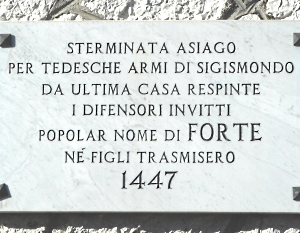 STERMINATA ASIAGO
PER TEDESCHE ARMI DI SIGISMONDO
DA ULTIMA CASA RESPINTE
I DIFENSORI INVITTI
POPOLAR NOME DI FORTE
NE' FIGLI TRASMISERO
1447